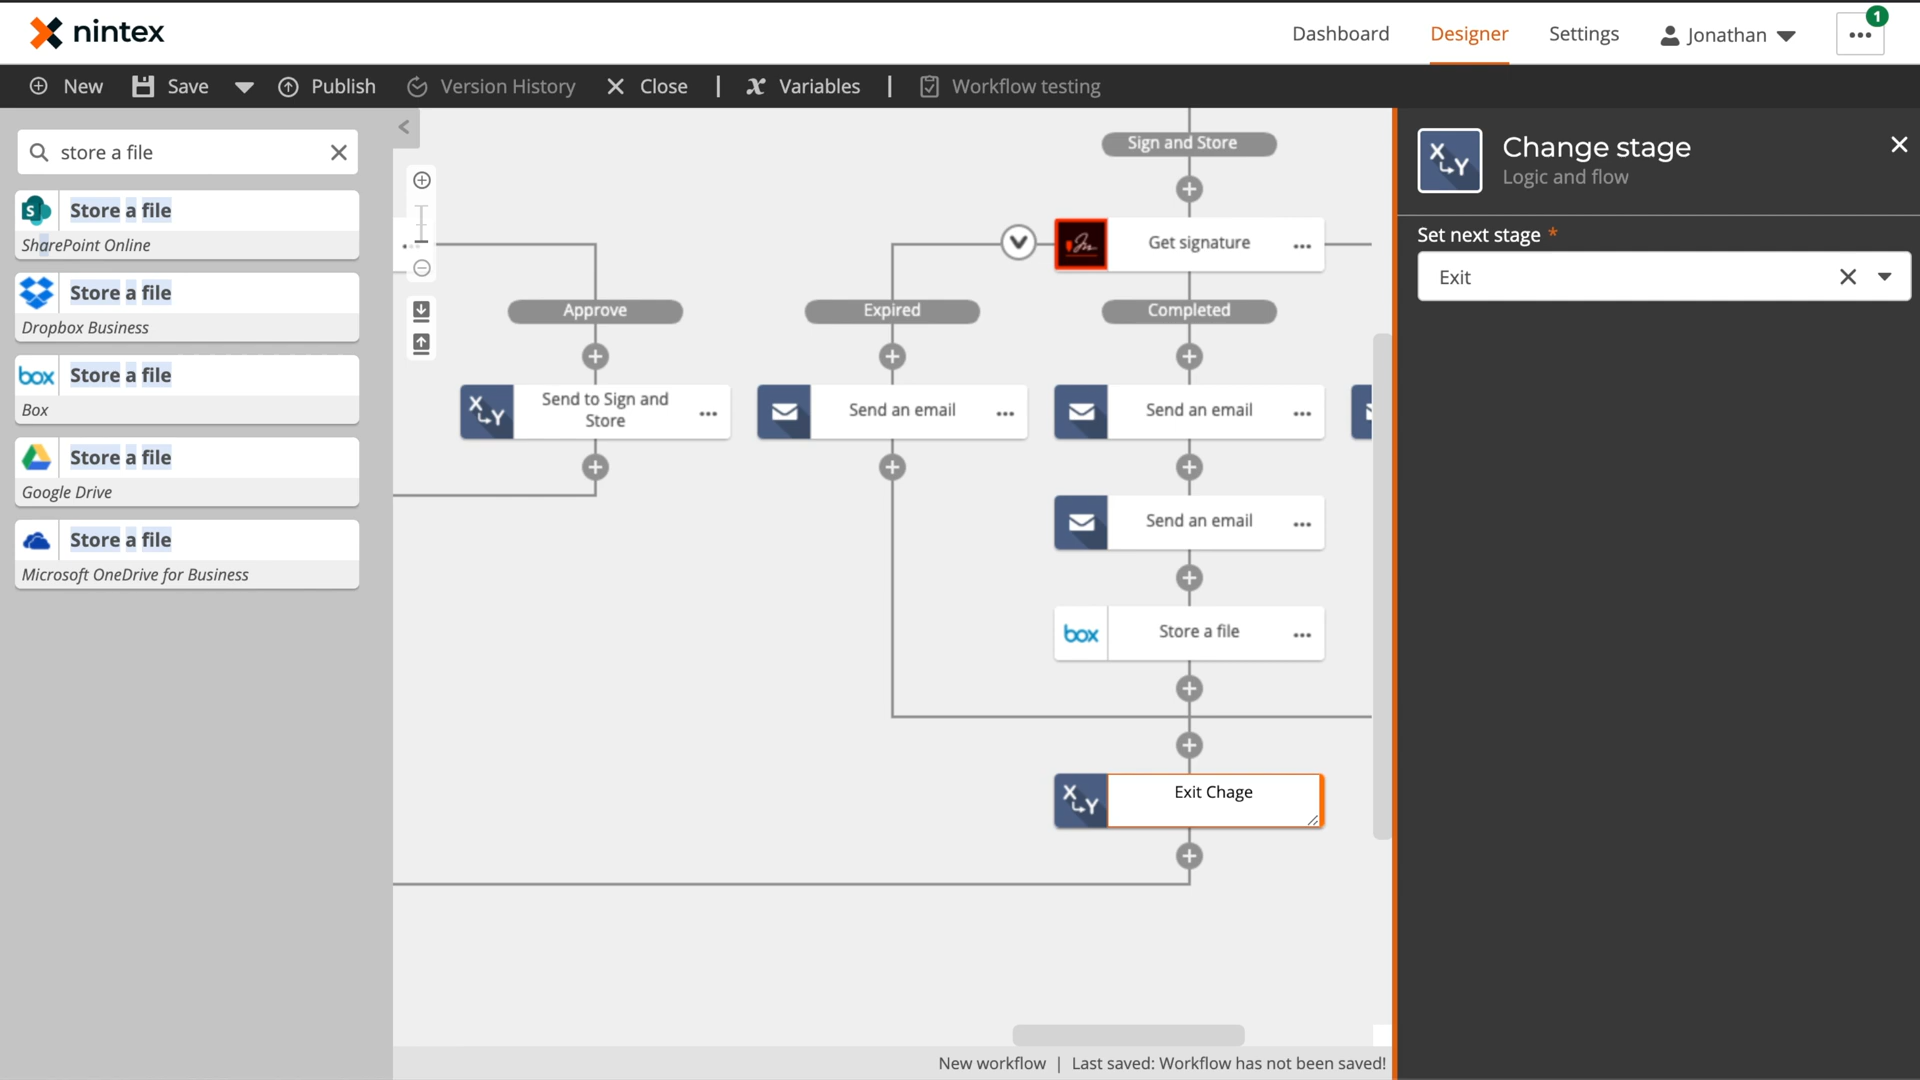 nintex
Dashboard
Designer
Settings
Jonathan
1
New
Save
Publish
Version History
Close
Variables
Workflow testing
store a file
Store a file
SharePoint Online
Store a file
Dropbox Business
box
Store a file
Box
Store a file
Google Drive
Store a file
Microsoft OneDrive for Business
Sign and Store
Get signature
Approve
Expired
Completed
Send to Sign and
Store
Send an email
Send an email
Send an email
box
Store a file
X Y
Exit Chage
New workflow | Last saved: Workflow has not been saved!
X Y
Change stage
Logic and flow
Set next stage *
Exit